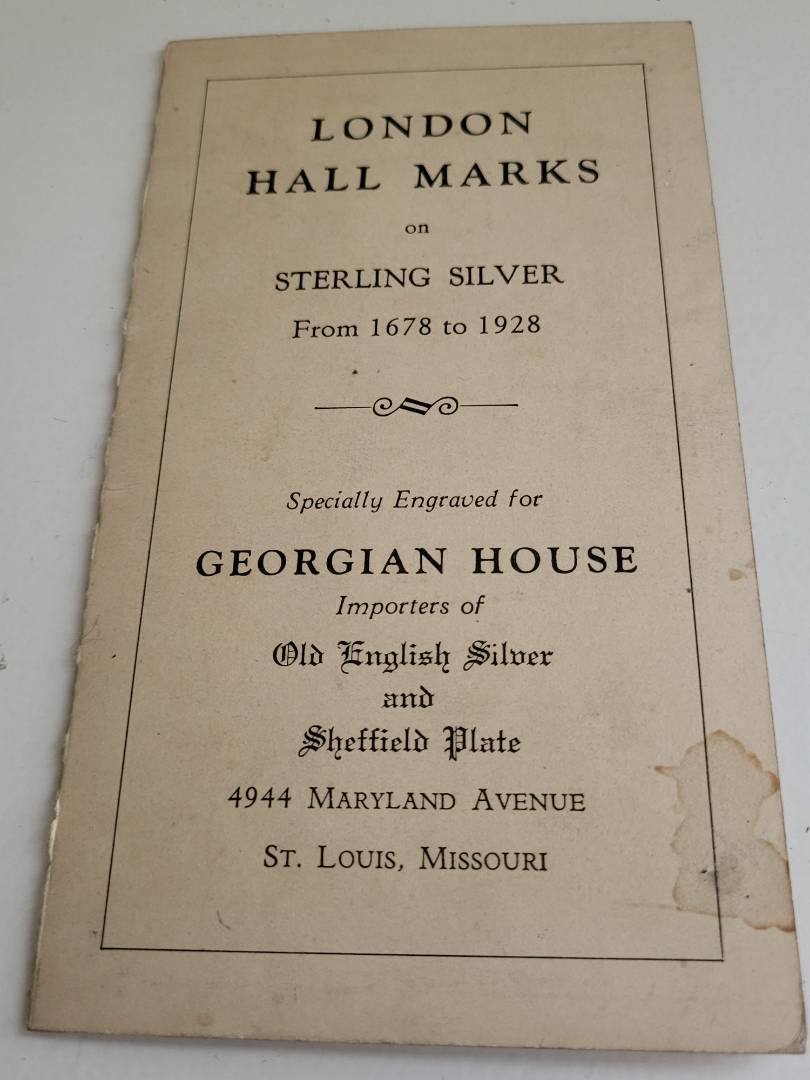 LONDON
HALL MARKS
on
STERLING SILVER
From 1678 to 1928
Specially Engraved for
GEORGIAN HOUSE
Importers of
Old English Silver
and
Sheffield Plate
4944 MARYLAND AVENUE
ST. LOUIS, MISSOURI